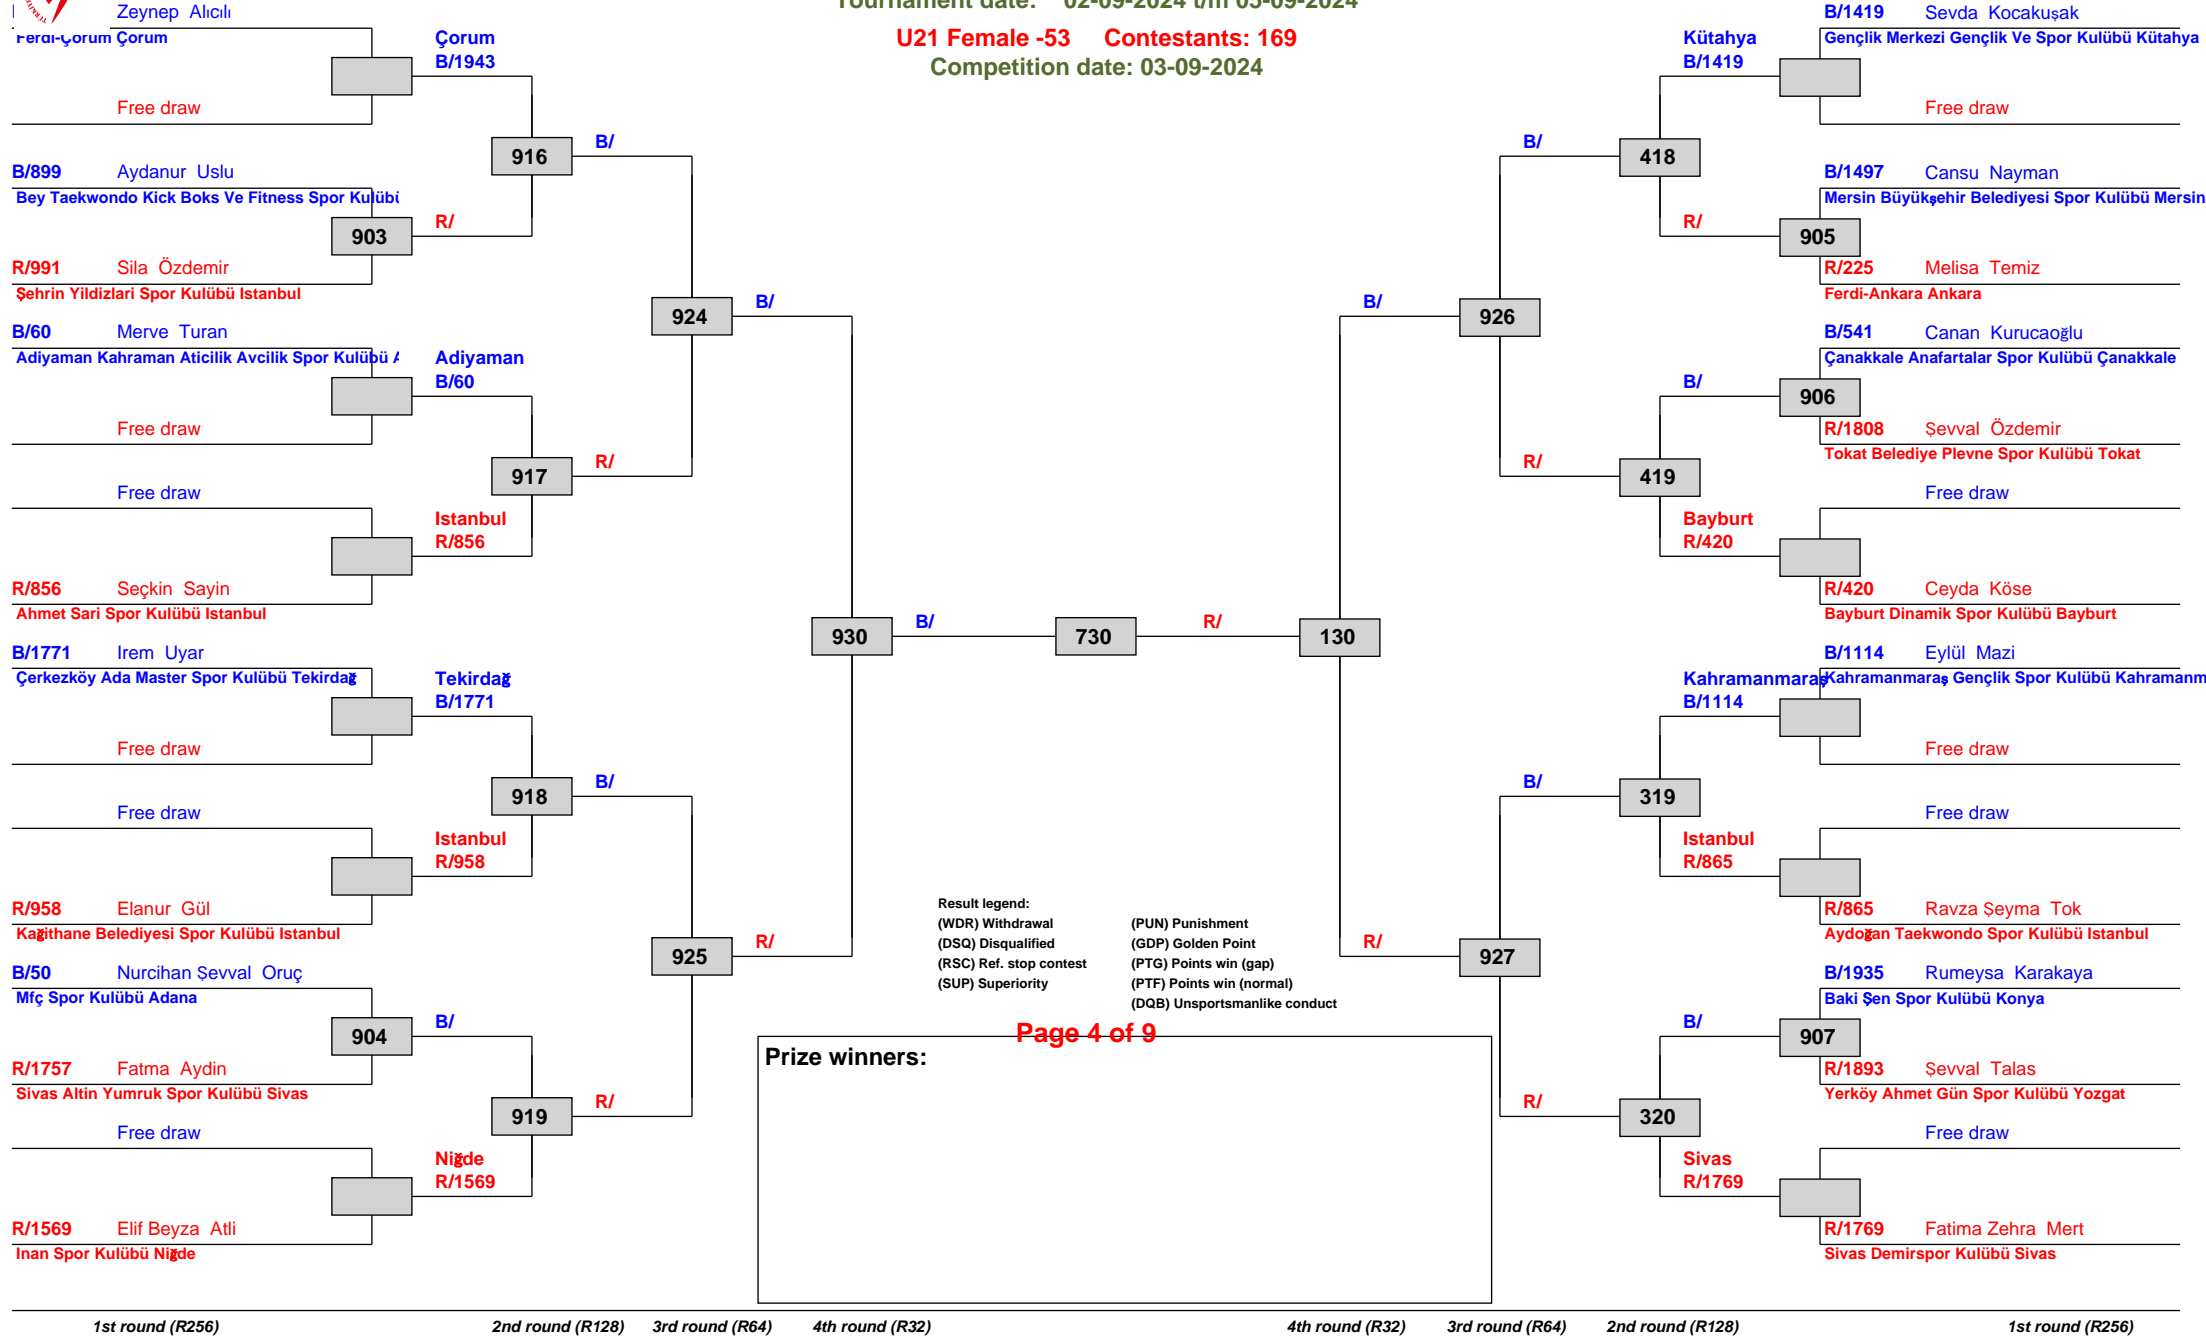 Tournament date: 02-09-2024 t/m 05-09-2024
U21 Female -53 Contestants: 169
Competition date: 03-09-2024
Zeynep Alıcılı
Ferdi-Çorum Çorum
Free draw
B/899 Aydanur Uslu
Bey Taekwondo Kick Boks Ve Fitness Spor Kulübü
903
R/991 Sila Özdemir
Şehrin Yildizlari Spor Kulübü Istanbul
B/60 Merve Turan
Adiyaman Kahraman Aticilik Avcilik Spor Kulübü
Free draw
Free draw
R/856 Seçkin Sayin
Ahmet Sari Spor Kulübü Istanbul
B/1771 Irem Uyar
Çerkezköy Ada Master Spor Kulübü Tekirdağ
Free draw
Free draw
R/958 Elanur Gül
Kağithane Belediyesi Spor Kulübü Istanbul
B/50 Nurcihan Şevval Oruç
Mfç Spor Kulübü Adana
904
R/1757 Fatma Aydin
Sivas Altin Yumruk Spor Kulübü Sivas
Free draw
R/1569 Elif Beyza Atli
Inan Spor Kulübü Niğde
Çorum
B/1943
916
R/
Adiyaman
B/60
917
Istanbul
R/856
Tekirdağ
B/1771
918
Istanbul
R/958
B/
919
Niğde
R/1569
B/
924
R/
B/
925
R/
B/
930
R/
B/
730
R/
130
B/
R/
B/
926
R/
B/
927
R/
Kütahya
B/1419
418
R/
B/
419
Bayburt
R/420
Kahramanmaraş
B/1114
319
Istanbul
R/865
B/
320
Sivas
R/1769
B/1419 Sevda Kocakuşak
Gençlik Merkezi Gençlik Ve Spor Kulübü Kütahya
Free draw
B/1497 Cansu Nayman
Mersin Büyükşehir Belediyesi Spor Kulübü Mersin
905
R/225 Melisa Temiz
Ferdi-Ankara Ankara
B/541 Canan Kurucaoğlu
Çanakkale Anafartalar Spor Kulübü Çanakkale
906
R/1808 Şevval Özdemir
Tokat Belediye Plevne Spor Kulübü Tokat
Free draw
R/420 Ceyda Köse
Bayburt Dinamik Spor Kulübü Bayburt
B/1114 Eylül Mazi
Kahramanmaraş Gençlik Spor Kulübü Kahramanm
Free draw
Free draw
R/865 Ravza Şeyma Tok
Aydoğan Taekwondo Spor Kulübü Istanbul
B/1935 Rumeysa Karakaya
Baki Şen Spor Kulübü Konya
907
R/1893 Şevval Talas
Yerköy Ahmet Gün Spor Kulübü Yozgat
Free draw
R/1769 Fatima Zehra Mert
Sivas Demirspor Kulübü Sivas
Result legend:
(WDR) Withdrawal (PUN) Punishment
(DSQ) Disqualified (GDP) Golden Point
(RSC) Ref. stop contest (PTG) Points win (gap)
(SUP) Superiority (PTF) Points win (normal)
(DQB) Unsportsmanlike conduct
Page 4 of 9
Prize winners:
1st round (R256) 2nd round (R128) 3rd round (R64) 4th round (R32) 4th round (R32) 3rd round (R64) 2nd round (R128) 1st round (R256)